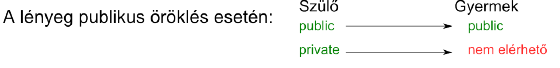 A lényeg publikus öröklés esetén:
Szülő Gyermek
public public
private nem elérhető